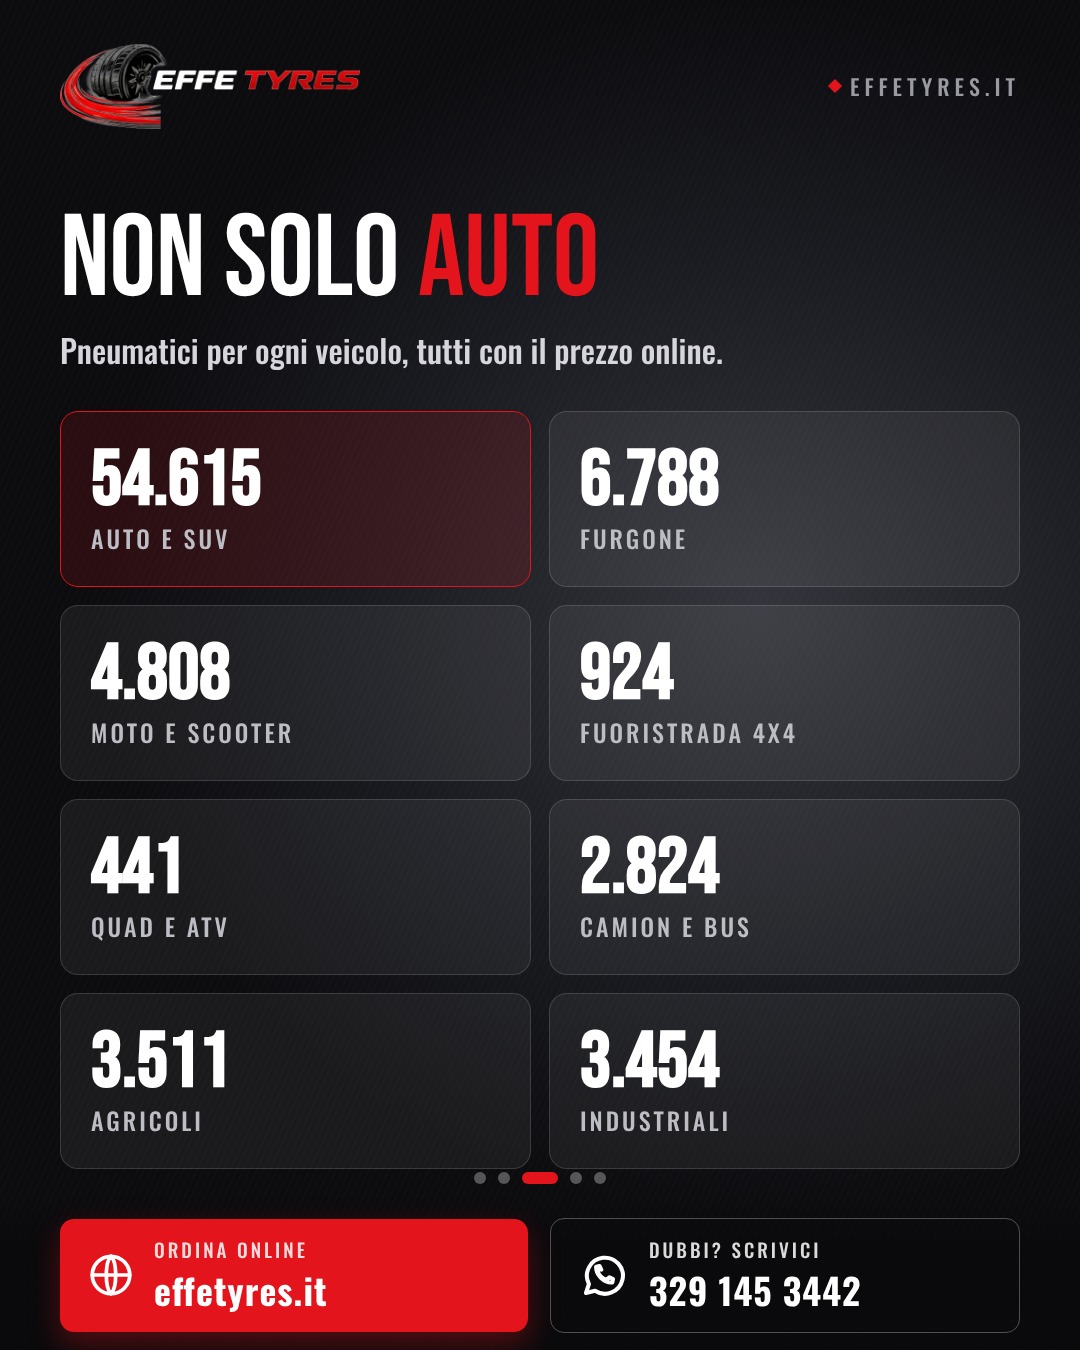 EFFE TYRES
EFFETYRES.IT
NON SOLO AUTO
Pneumatici per ogni veicolo, tutti con il prezzo online.
54.615
AUTO E SUV
6.788
FURGONE
4.808
MOTO E SCOOTER
924
FUORISTRADA 4X4
441
QUAD E ATV
2.824
CAMION E BUS
3.511
AGRICOLI
3.454
INDUSTRIALI
ORDINA ONLINE
effetyres.it
DUBBI? SCRIVICI
329 145 3442